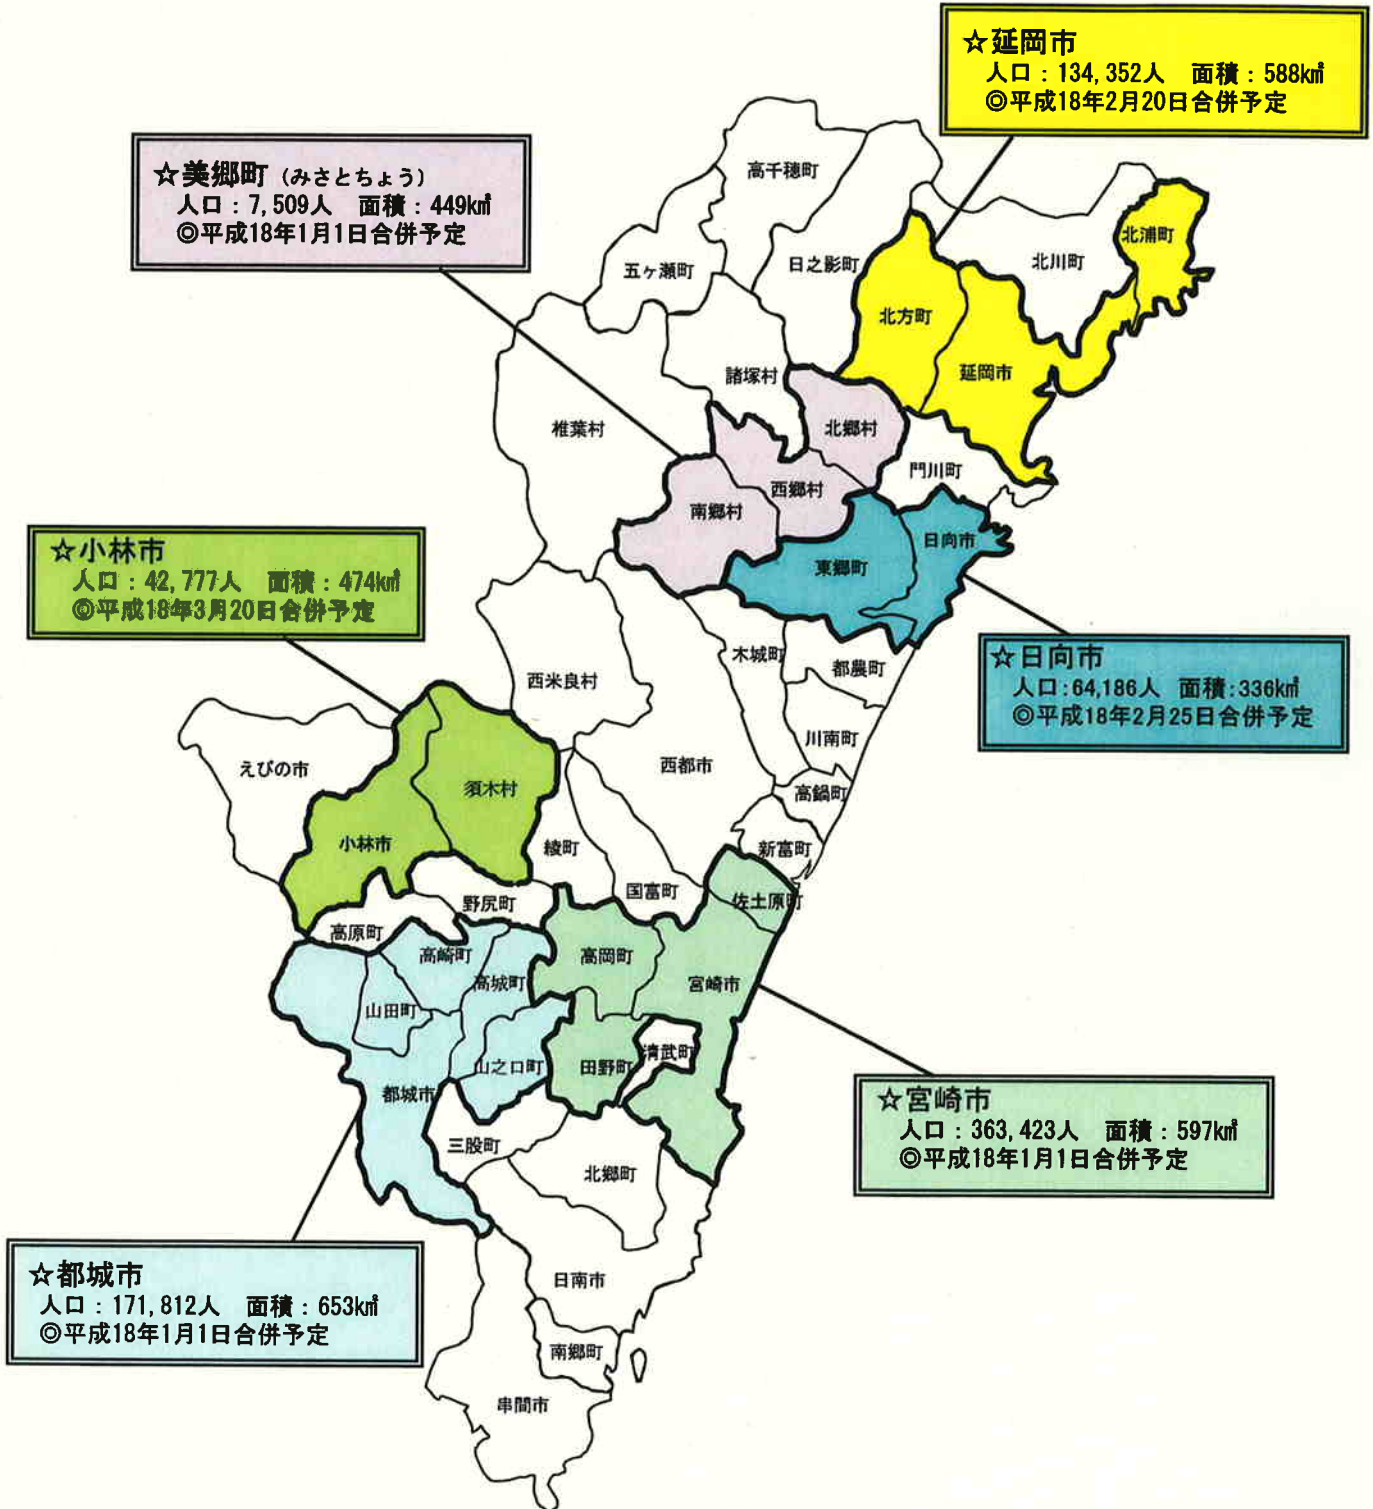 ☆延岡市
人口：134,352人　面積：588k㎡
◎平成18年2月20日合併予定
☆美郷町（みさとちょう）
人口：7,509人　面積：449k㎡
◎平成18年1月1日合併予定
高千穂町
北浦町
北川町
日之影町
五ヶ瀬町
北方町
延岡市
諸塚村
椎葉村
北郷村
門川町
西郷村
南郷村
日向市
東郷町
☆小林市
人口：42,777人　面積：474k㎡
◎平成18年3月20日合併予定
☆日向市
人口：64,186人　面積：336k㎡
◎平成18年2月25日合併予定
木城町
都農町
西米良村
川南町
えびの市
西都市
須木村
高鍋町
小林市
綾町
新富町
国富町
佐土原町
野尻町
高原町
高崎町
高岡町
高城町
宮崎市
山田町
清武町
山之口町
田野町
都城市
☆宮崎市
人口：363,423人　面積：597k㎡
◎平成18年1月1日合併予定
三股町
北郷町
☆都城市
人口：171,812人　面積：653k㎡
◎平成18年1月1日合併予定
日南市
南郷町
串間市